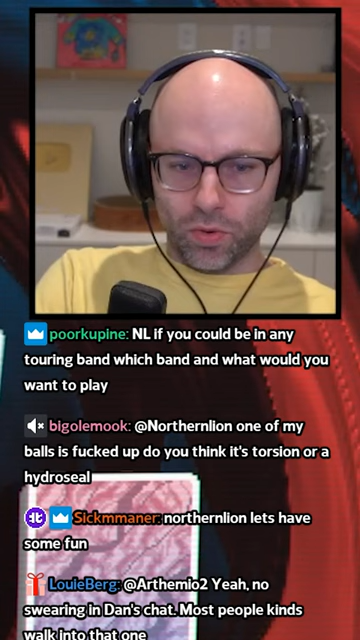 poorkupine: NL if you could be in any
touring band which band and what would you
want to play
bigolemook: @Northernlion one of my
balls is fucked up do you think it's torsion or a
hydroseal
Sickmmaner: northernlion lets have
some fun
LouieBerg: @Arthemio2 Yeah, no
swearing in Dan's chat. Most people kinds
walk into that one